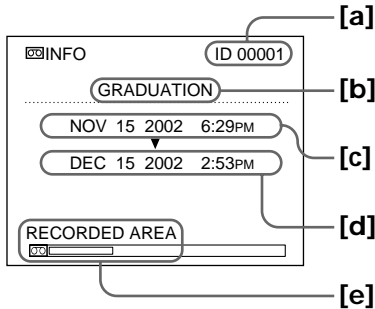 [a]
INFO ID 00001
GRADUATION [b]
NOV 15 2002 6:29PM
[c]
DEC 15 2002 2:53PM
[d]
RECORDED AREA
[e]